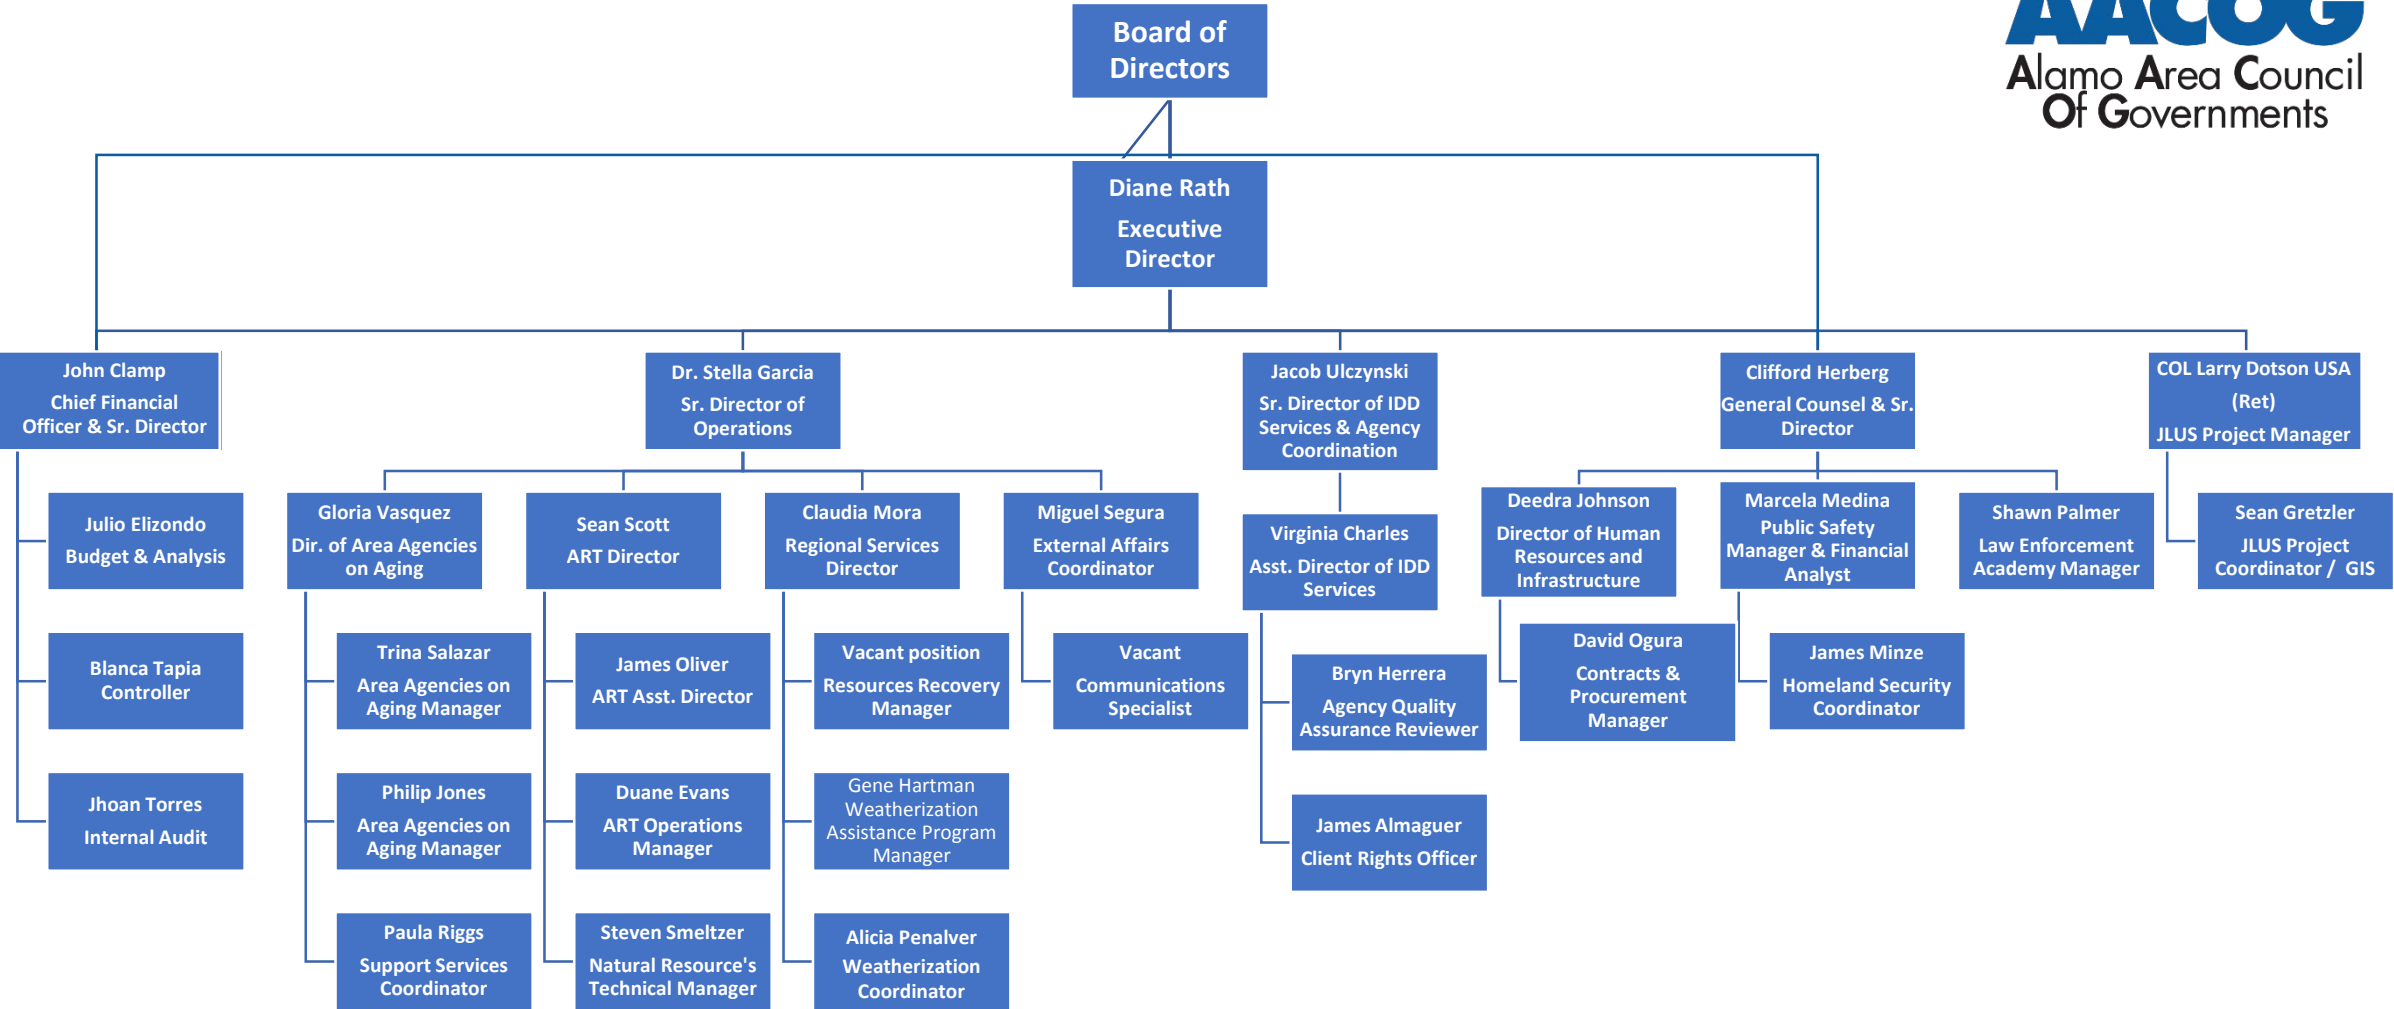 Board of
Directors
AACOG
Alamo Area Council
Of Governments
Diane Rath
Executive
Director
John Clamp
Chief Financial
Officer & Sr. Director
Dr. Stella Garcia
Sr. Director of
Operations
Jacob Ulczynski
Sr. Director of IDD
Services & Agency
Coordination
Clifford Herberg
General Counsel & Sr.
Director
COL Larry Dotson USA
(Ret)
JLUS Project Manager
Julio Elizondo
Budget & Analysis
Gloria Vasquez
Dir. of Area Agencies
on Aging
Sean Scott
ART Director
Claudia Mora
Regional Services
Director
Miguel Segura
External Affairs
Coordinator
Virginia Charles
Asst. Director of IDD
Services
Deedra Johnson
Director of Human
Resources and
Infrastructure
Marcela Medina
Public Safety
Manager & Financial
Analyst
Shawn Palmer
Law Enforcement
Academy Manager
Sean Gretzler
JLUS Project
Coordinator / GIS
Blanca Tapia
Controller
Trina Salazar
Area Agencies on
Aging Manager
James Oliver
ART Asst. Director
Vacant position
Resources Recovery
Manager
Vacant
Communications
Specialist
Bryn Herrera
Agency Quality
Assurance Reviewer
David Ogura
Contracts &
Procurement
Manager
James Minze
Homeland Security
Coordinator
Jhoan Torres
Internal Audit
Philip Jones
Area Agencies on
Aging Manager
Duane Evans
ART Operations
Manager
Gene Hartman
Weatherization
Assistance Program
Manager
James Almaguer
Client Rights Officer
Paula Riggs
Support Services
Coordinator
Steven Smeltzer
Natural Resource's
Technical Manager
Alicia Penalver
Weatherization
Coordinator